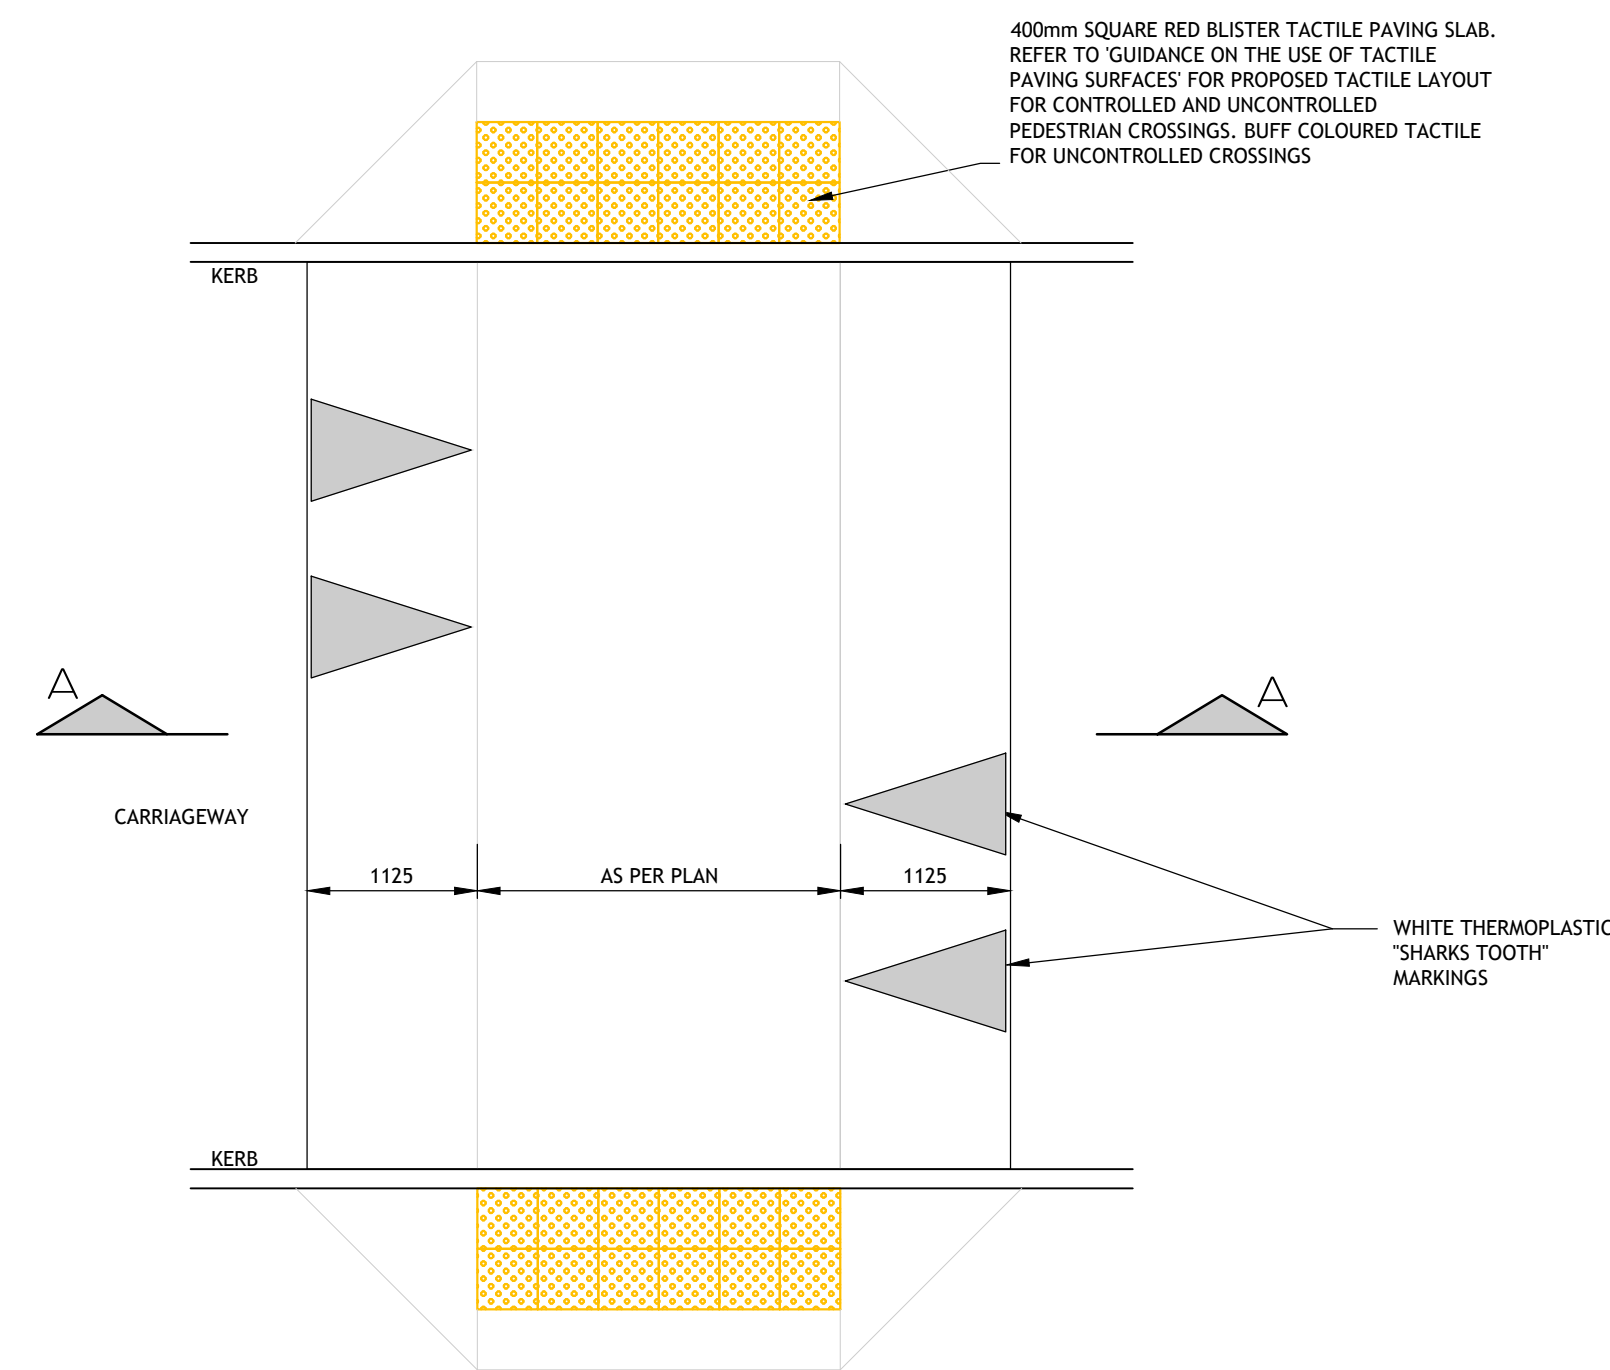 400mm SQUARE RED BLISTER TACTILE PAVING SLAB.
REFER TO 'GUIDANCE ON THE USE OF TACTILE
PAVING SURFACES' FOR PROPOSED TACTILE LAYOUT
FOR CONTROLLED AND UNCONTROLLED
PEDESTRIAN CROSSINGS. BUFF COLOURED TACTILE
FOR UNCONTROLLED CROSSINGS
KERB
A
A
CARRIAGEWAY
1125
AS PER PLAN
1125
WHITE THERMOPLASTIC
"SHARKS TOOTH"
MARKINGS
KERB